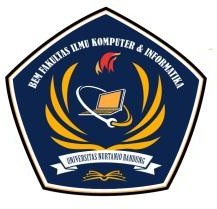 BEM FAKULTAS ILMU KOMPUTER & INFORMATIKA
UNIVERSITAS NURTANIO BANDUNG